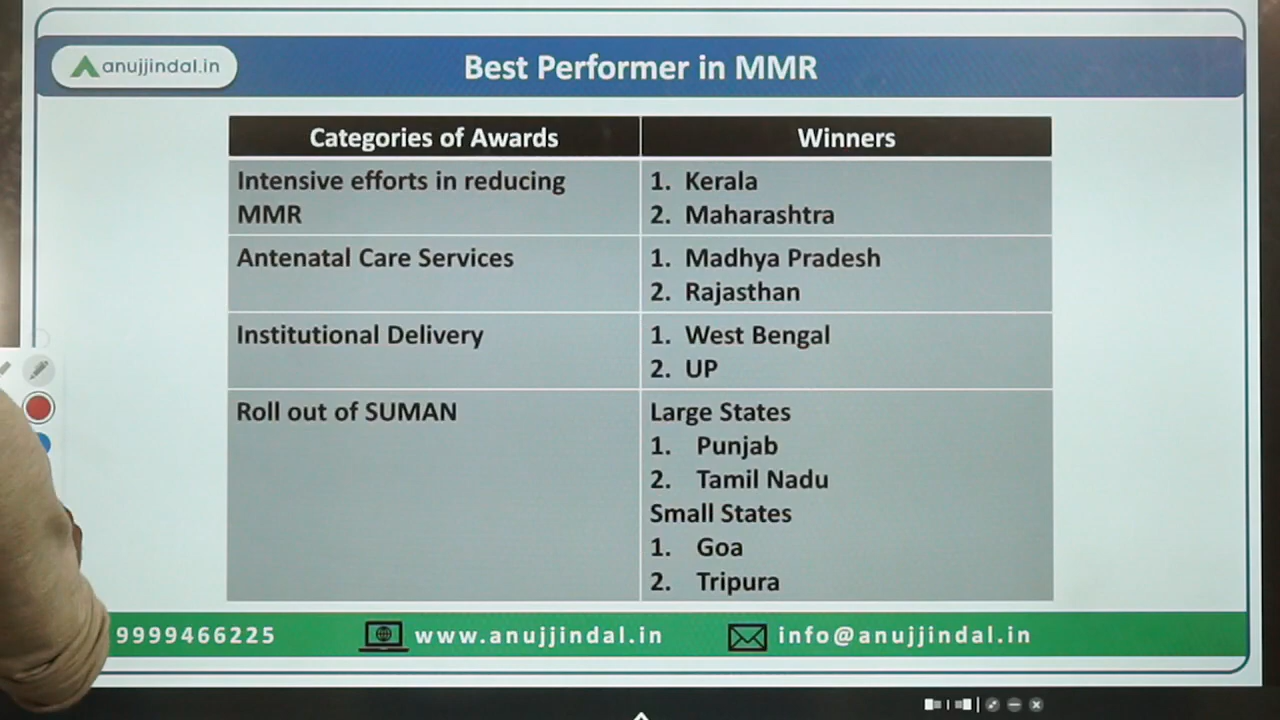 anujjindal.in
Best Performer in MMR
Categories of Awards
Winners
Intensive efforts in reducing
MMR
1. Kerala
2. Maharashtra
Antenatal Care Services
1. Madhya Pradesh
2. Rajasthan
Institutional Delivery
1. West Bengal
2. UP
Roll out of SUMAN
Large States
1. Punjab
2. Tamil Nadu
Small States
1. Goa
2. Tripura
9999466225
www.anujjindal.in
info@anujjindal.in